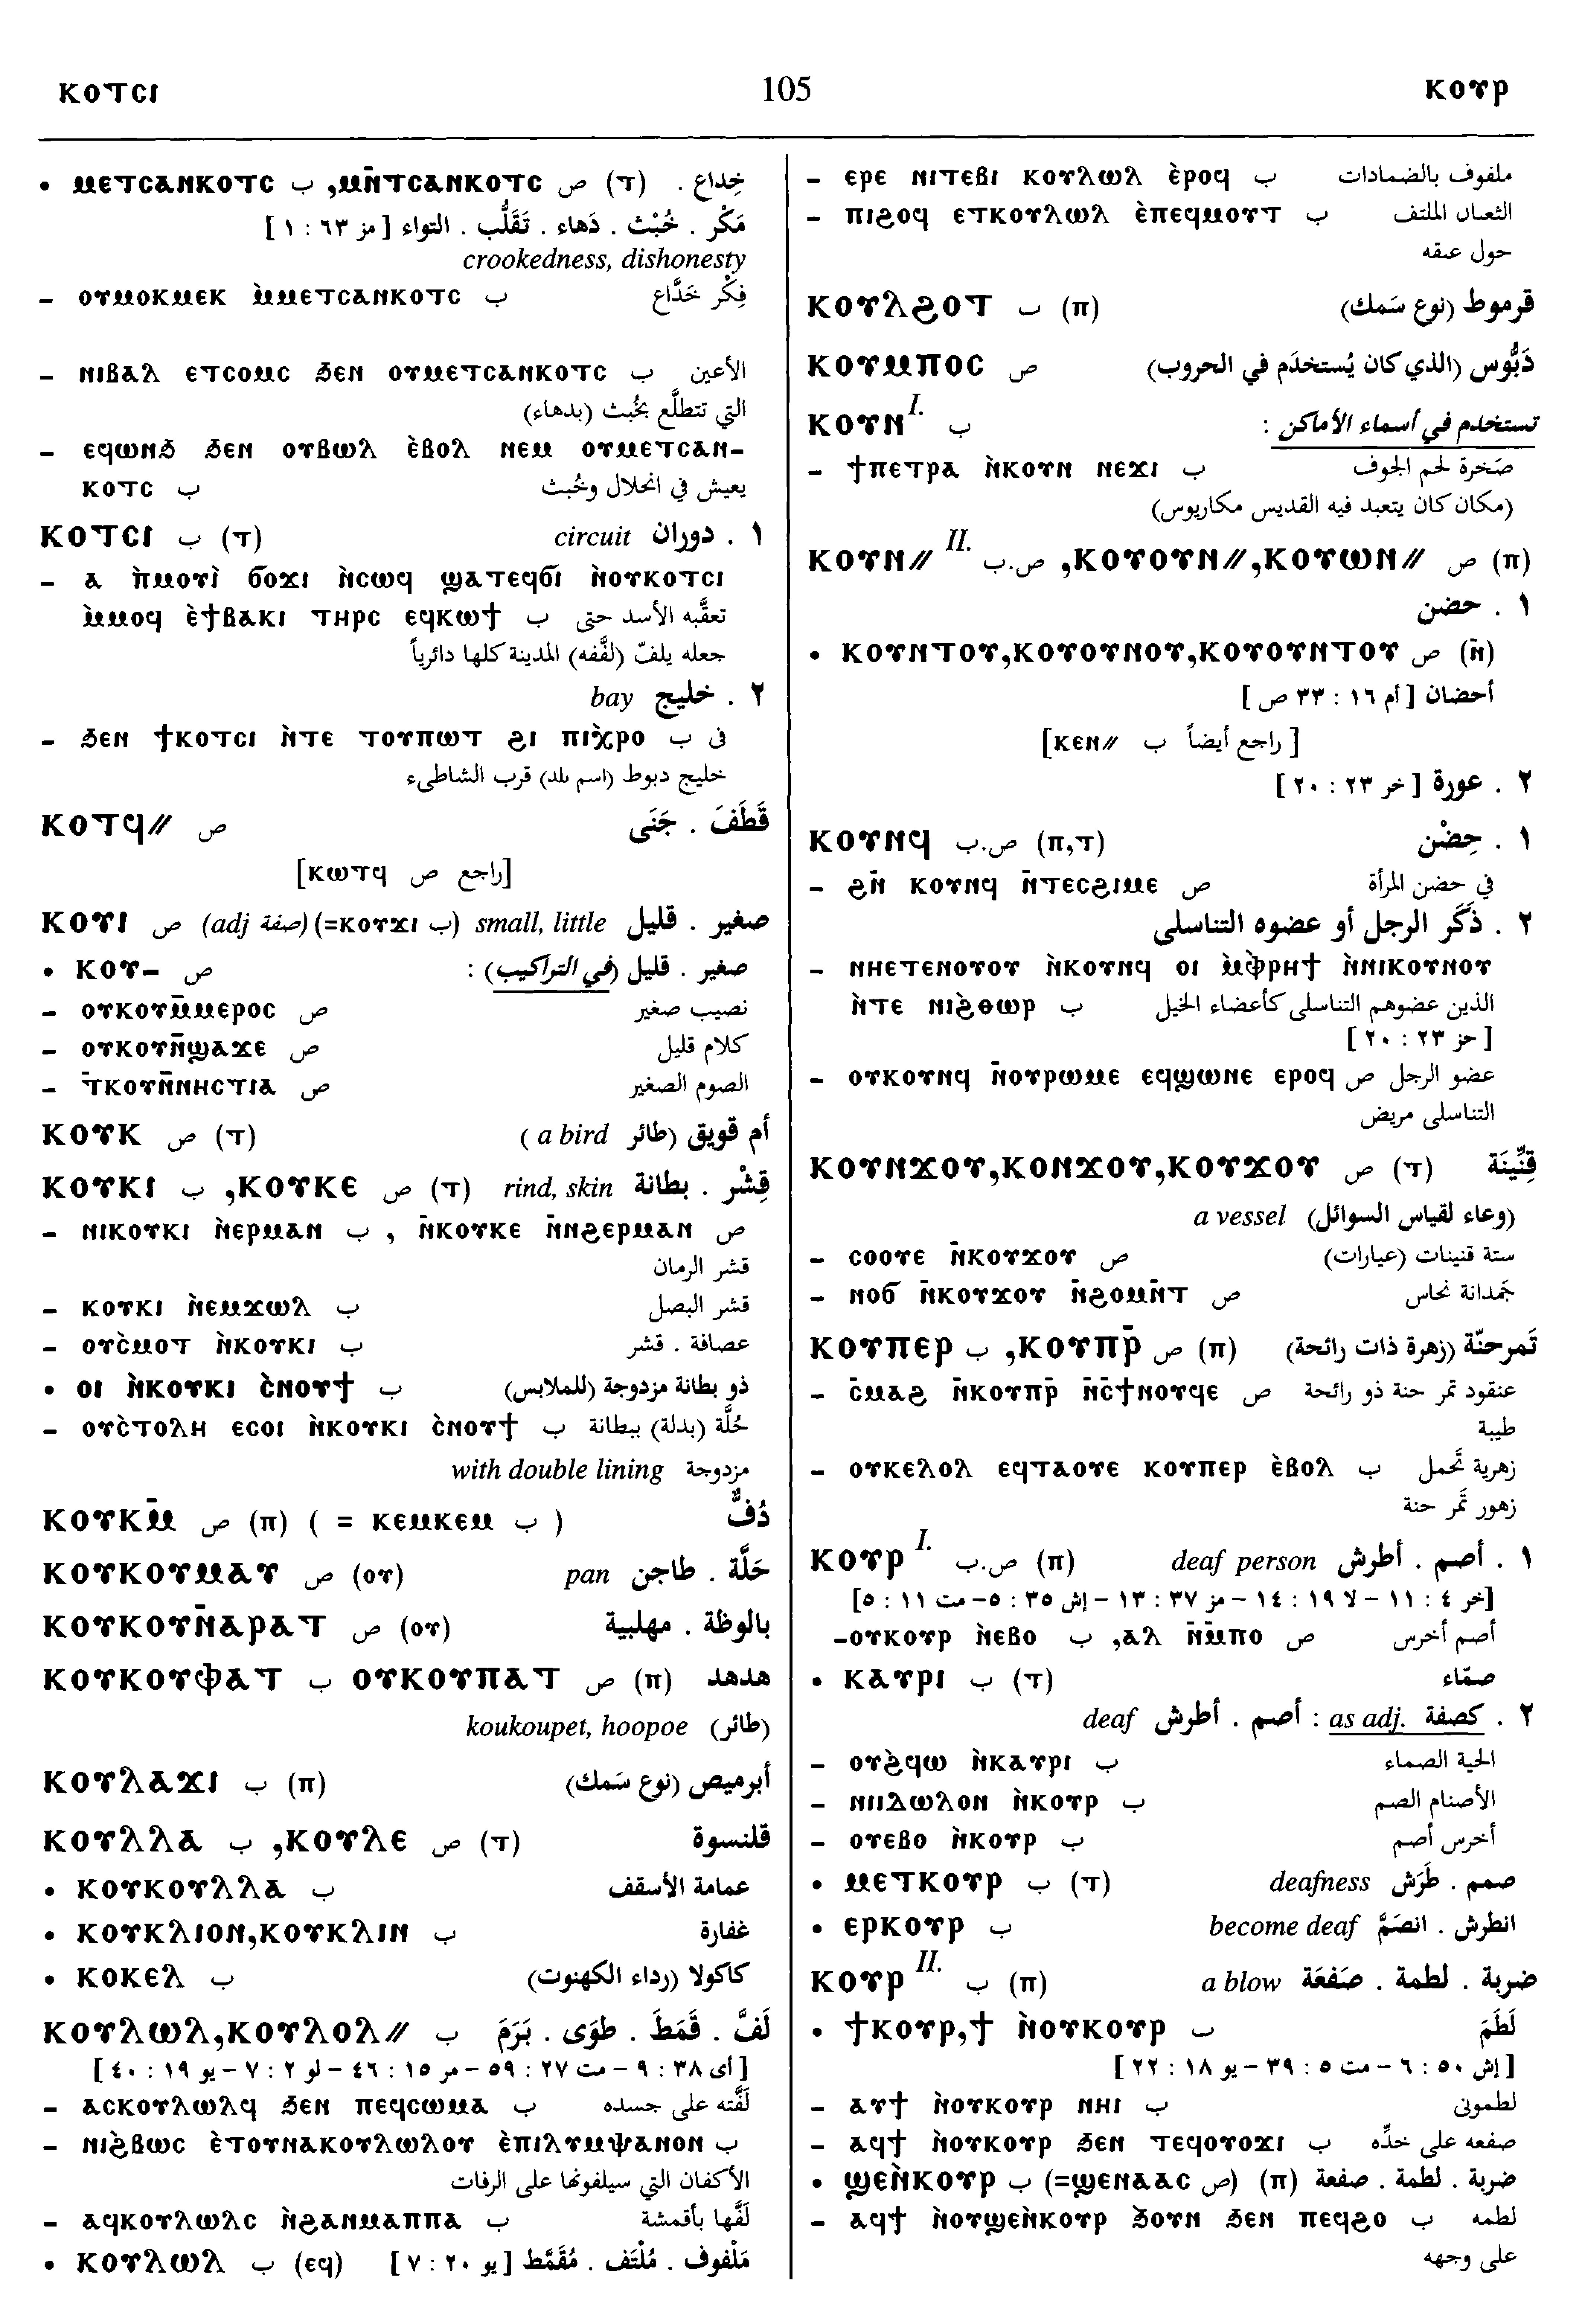 ⲕⲟⲧⲥⲓ 105 ⲕⲟⲩⲣ
• ⲙⲉⲧⲥⲁⲛⲕⲟⲧⲥ ب ,ⲙⲛ̄ⲧⲥⲁⲛⲕⲟⲧⲥ ص (ⲧ) خِداع .
مَكْر . خُبْث . دَهاء . تَقَلُّب . التواء [مز ٦٣ : ١]
crookedness, dishonesty
– ⲟⲩⲙⲟⲕⲙⲉⲕ ⲙ̀ⲙⲉⲧⲥⲁⲛⲕⲟⲧⲥ ب فِكْر خَدَّاع
– ⲛⲓⲃⲁⲗ ⲉⲧⲥⲟⲙⲥ ϧⲉⲛ ⲟⲩⲙⲉⲧⲥⲁⲛⲕⲟⲧⲥ ب الأعين
التي تتطلَّع بخُبث (بدهاء)
– ⲉϥⲱⲛϧ ϧⲉⲛ ⲟⲩⲃⲱⲗ ⲉ̀ⲃⲟⲗ ⲛⲉⲙ ⲟⲩⲙⲉⲧⲥⲁⲛ-
ⲕⲟⲧⲥ ب يعيش في انحلال وخُبث
ⲕⲟⲧⲥⲓ ب (ⲧ) circuit ١ . دوران
– ⲁ ⲡ̀ⲙⲟⲩⲓ̀ ϭⲟϫⲓ ⲛ̀ⲥⲱϥ ϣⲁⲧⲉϥϭⲓ ⲛ̀ⲟⲩⲕⲟⲧⲥⲓ
ⲙ̀ⲙⲟϥ ⲉ̀ϯⲃⲁⲕⲓ ⲧⲏⲣⲥ ⲉϥⲕⲱϯ ب تعقَّبه الأسد حتى
جعله يلفّ (لفَّفه) المدينة كلها دائرياً
bay ٢ . خليج
– ϧⲉⲛ ϯⲕⲟⲧⲥⲓ ⲛ̀ⲧⲉ ⲧⲟⲩⲡⲱⲧ ϩⲓ ⲡⲓⲭ̀ⲣⲟ ب فى
خليج دبوط (اسم بلد) قرب الشاطىء
ⲕⲟⲧϥ// ص قَطَفَ . جَنَى
[راجع ص ⲕⲱⲧϥ]
ⲕⲟⲩⲓ ص (adj صفة) (=ⲕⲟⲩϫⲓ ب) small, little صغير . قليل
• ⲕⲟⲩ– ص صغير . قليل (في التراكيب) :
– ⲟⲩⲕⲟⲩⲙ̄ⲙⲉⲣⲟⲥ ص نصيب صغير
– ⲟⲩⲕⲟⲩⲛ̄ϣⲁϫⲉ ص كلام قليل
– ⲧ̄ⲕⲟⲩⲛ̄ⲛⲏⲥⲧⲓⲁ ص الصوم الصغير
ⲕⲟⲩⲕ ص (ⲧ) أم قويق (طائر a bird )
ⲕⲟⲩⲕⲓ ب ,ⲕⲟⲩⲕⲉ ص (ⲧ) rind, skin قِشْر . بطانة
– ⲛⲓⲕⲟⲩⲕⲓ ⲛ̀ⲉⲣⲙⲁⲛ ب , ⲛ̄ⲕⲟⲩⲕⲉ ⲛ̄ⲛϩⲉⲣⲙⲁⲛ ص
قشر الرمان
– ⲕⲟⲩⲕⲓ ⲛ̀ⲉⲙϫⲱⲗ ب قشر البصل
– ⲟⲩⲥ̀ⲙⲟⲧ ⲛ̀ⲕⲟⲩⲕⲓ ب عصافة . قشر
• ⲟⲓ ⲛ̀ⲕⲟⲩⲕⲓ ⲥ̀ⲛⲟⲩϯ ب ذو بطانة مزدوجة (للملابس)
– ⲟⲩⲥ̀ⲧⲟⲗⲏ ⲉⲥⲟⲓ ⲛ̀ⲕⲟⲩⲕⲓ ⲥ̀ⲛⲟⲩϯ ب حُلَّة (بدلة) ببطانة
with double lining مزدوجة
ⲕⲟⲩⲕⲙ̄ ص (ⲡ) ( = ⲕⲉⲙⲕⲉⲙ ب ) دُفٌّ
ⲕⲟⲩⲕⲟⲩⲙⲁⲩ ص (ⲟⲩ) pan حَلَّة . طاجن
ⲕⲟⲩⲕⲟⲩⲛ̄ⲁⲣⲁⲧ ص (ⲟⲩ) بالوظة . مهلبية
ⲕⲟⲩⲕⲟⲩⲫⲁⲧ ب ⲟⲩⲕⲟⲩⲡⲁⲧ ص (ⲡ) هدهد
koukoupet, hoopoe (طائر)
ⲕⲟⲩⲗⲁϫⲓ ب (ⲡ) أبرميص (نوع سَمك)
ⲕⲟⲩⲗⲗⲁ ب ,ⲕⲟⲩⲗⲉ ص (ⲧ) قلنسوة
• ⲕⲟⲩⲕⲟⲩⲗⲗⲁ ب عمامة الأسقف
• ⲕⲟⲩⲕⲗⲓⲟⲛ,ⲕⲟⲩⲕⲗⲓⲛ ب غفارة
• ⲕⲟⲕⲉⲗ ب كاكولا (رداء الكهنوت)
ⲕⲟⲩⲗⲱⲗ,ⲕⲟⲩⲗⲟⲗ// ب لَفَّ . قَمَطَ . طوَى . بَرَمَ
[أى ٣٨ : ٩ – مت ٢٧ : ٥٩ – مر ١٥ : ٤٦ – لو ٢ : ٧ – يو ١٩ : ٤٠]
– ⲁⲥⲕⲟⲩⲗⲱⲗϥ ϧⲉⲛ ⲡⲉϥⲥⲱⲙⲁ ب لَفَّته على جسده
– ⲛⲓϩ̀ⲃⲱⲥ ⲉ̀ⲧⲟⲩⲛⲁⲕⲟⲩⲗⲱⲗⲟⲩ ⲉ̀ⲡⲓⲗⲩⲙⲯⲁⲛⲟⲛ ب
الأكفان التي سيلفونها على الرفات
– ⲁϥⲕⲟⲩⲗⲱⲗⲥ ⲛ̀ϩⲁⲛⲙⲁⲡⲡⲁ ب لَفَّها بأقمشة
• ⲕⲟⲩⲗⲱⲗ ب (ⲉϥ) مَلْفوف . مُلْتَف . مُقَمَّط [يو ٢٠ : ٧]
– ⲉⲣⲉ ⲛⲓⲧⲉⲃⲓ ⲕⲟⲩⲗⲱⲗ ⲉ̀ⲣⲟϥ ب ملفوف بالضمادات
– ⲡⲓϩⲟϥ ⲉⲧⲕⲟⲩⲗⲱⲗ ⲉ̀ⲡⲉϥⲙⲟⲩⲧ ب الثعبان الملتف
حول عنقه
ⲕⲟⲩⲗϩⲟⲧ ب (ⲡ) قرموط (نوع سَمك)
ⲕⲟⲩⲙⲡⲟⲥ ص دَبُّوس (الذي كان يُستخدَم في الحروب)
ⲕⲟⲩⲛ I. ب تستخدم في أسماء الأماكن :
– ϯⲡⲉⲧⲣⲁ ⲛ̀ⲕⲟⲩⲛ ⲛⲉϫⲓ ب صَخرة لحم الجوف
(مكان كان يتعبد فيه القديس مكاريوس)
ⲕⲟⲩⲛ// II. ص.ب ,ⲕⲟⲩⲟⲩⲛ//,ⲕⲟⲩⲱⲛ// ص (ⲡ)
١ . حضن
• ⲕⲟⲩⲛⲧⲟⲩ,ⲕⲟⲩⲟⲩⲛⲟⲩ,ⲕⲟⲩⲟⲩⲛⲧⲟⲩ ص (ⲛ̄)
أحضان [أم ١٦ : ٣٣ ص]
[راجع أيضاً ب ⲕⲉⲛ//]
٢ . عورة [خر ٢٣ : ٢٠]
ⲕⲟⲩⲛϥ ص.ب (ⲡ,ⲧ) ١ . حِضْن
– ϩⲛ̄ ⲕⲟⲩⲛϥ ⲛ̄ⲧⲉⲥϩⲓⲙⲉ ص في حضن المرأة
٢ . ذَكَر الرجل أو عضوه التناسلى
– ⲛⲏⲉⲧⲉⲛⲟⲩⲟⲩ ⲛ̀ⲕⲟⲩⲛϥ ⲟⲓ ⲙ̀ⲫⲣⲏϯ ⲛ̀ⲛⲓⲕⲟⲩⲛⲟⲩ
ⲛ̀ⲧⲉ ⲛⲓϩ̀ⲑⲱⲣ ب الذين عضوهم التناسلى كأعضاء الخيل
[حز ٢٣ : ٢٠]
– ⲟⲩⲕⲟⲩⲛϥ ⲛ̄ⲟⲩⲣⲱⲙⲉ ⲉϥϣⲱⲛⲉ ⲉⲣⲟϥ ص عضو الرجل
التناسلى مريض
ⲕⲟⲩⲛϫⲟⲩ,ⲕⲟⲛϫⲟⲩ,ⲕⲟⲩϫⲟⲩ ص (ⲧ) قِنِّينَة
a vessel (وعاء لقياس السوائل)
– ⲥⲟⲟⲩⲉ ⲛ̄ⲕⲟⲩϫⲟⲩ ص ستة قنينات (عيارات)
– ⲛⲟϭ ⲛ̄ⲕⲟⲩϫⲟⲩ ⲛ̄ϩⲟⲙⲛ̄ⲧ ص جَمدانة نحاس
ⲕⲟⲩⲡⲉⲣ ب ,ⲕⲟⲩⲡⲣ̄ ص (ⲡ) تَمرحنّة (زهرة ذات رائحة)
– ⲥ̄ⲙⲁϩ ⲛ̄ⲕⲟⲩⲡⲣ̄ ⲛ̄ⲥ̄ϯⲛⲟⲩϥⲉ ص عنقود تمر حنة ذو رائحة
طيبة
– ⲟⲩⲕⲉⲗⲟⲗ ⲉϥⲧⲁⲟⲩⲉ ⲕⲟⲩⲡⲉⲣ ⲉ̀ⲃⲟⲗ ب زهرية تَحمل
زهور تَمر حنة
ⲕⲟⲩⲣ I. ص.ب (ⲡ) deaf person ١ . أصم . أطرش
[خر ٤ : ١١ – لا ١٩ : ١٤ – مز ٣٧ : ١٣ – إش ٣٥ : ٥– مت ١١ : ٥]
–ⲟⲩⲕⲟⲩⲣ ⲛ̀ⲉⲃⲟ ب ,ⲁⲗ ⲛ̄ⲙ̄ⲡⲟ ص أصم أخرس
• ⲕⲁⲩⲣⲓ ب (ⲧ) صمّاء
deaf ٢ . كصفة as adj. : أصم . أطرش
– ⲟⲩϩ̀ϥⲱ ⲛ̀ⲕⲁⲩⲣⲓ ب الحية الصماء
– ⲛⲓⲓⲇⲱⲗⲟⲛ ⲛ̀ⲕⲟⲩⲣ ب الأصنام الصم
– ⲟⲩⲉⲃⲟ ⲛ̀ⲕⲟⲩⲣ ب أخرس أصم
• ⲙⲉⲧⲕⲟⲩⲣ ب (ⲧ) deafness صمم . طَرَش
• ⲉⲣⲕⲟⲩⲣ ب become deaf انطرش . انصَمَّ
ⲕⲟⲩⲣ II. ب (ⲡ) a blow ضربة . لطمة . صَفعَة
• ϯⲕⲟⲩⲣ,ϯ ⲛ̀ⲟⲩⲕⲟⲩⲣ ب لَطَمَ
[إش ٥٠ : ٦ – مت ٥ : ٣٩ – يو ١٨ : ٢٢]
– ⲁⲩϯ ⲛ̀ⲟⲩⲕⲟⲩⲣ ⲛⲏⲓ ب لطمونى
– ⲁϥϯ ⲛ̀ⲟⲩⲕⲟⲩⲣ ϧⲉⲛ ⲧⲉϥⲟⲩⲟϫⲓ ب صفعه على خدِّه
• ϣⲉⲛ̀ⲕⲟⲩⲣ ب (=ϣⲉⲛⲁⲁⲥ ص) (ⲡ) ضربة . لطمة . صفعة
– ⲁϥϯ ⲛ̀ⲟⲩϣⲉⲛ̀ⲕⲟⲩⲣ ϧ̀ⲟⲩⲛ ϧⲉⲛ ⲡⲉϥϩⲟ ب لطمه
على وجهه